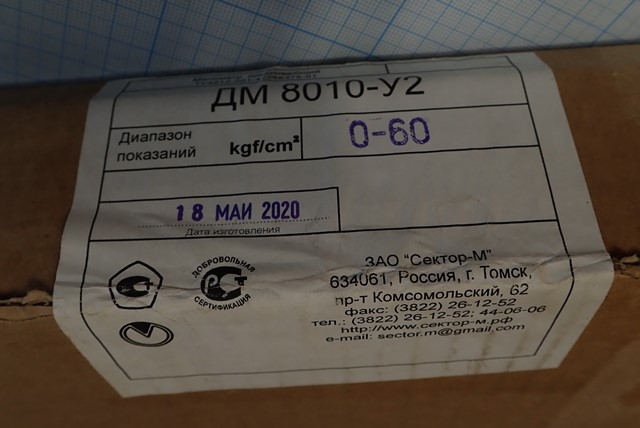 ДМ 8010-У2
Диапазон
показаний kgf/cm² 0-60
18 МАЙ 2020
Дата изготовления
ДОБРОВОЛЬНАЯ
РСТ
СЕРТИФИКАЦИЯ
ЗАО "Сектор-М"
634061, Россия, г. Томск,
пр-т Комсомольский, 62
факс: (3822) 26-12-52
тел.: (3822) 26-12-52; 44-06-06
http://www.сектор-м.рф
e-mail: sector.m@gmail.com